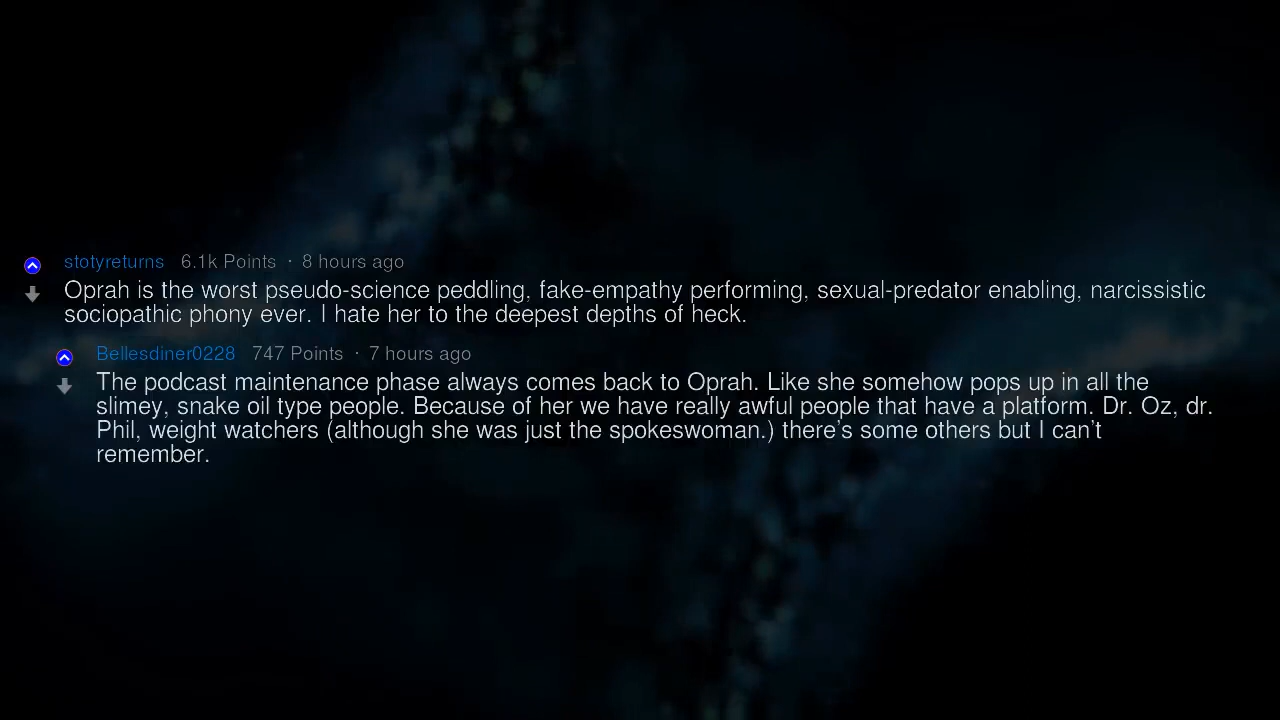 stotyreturns 6.1k Points · 8 hours ago
Oprah is the worst pseudo-science peddling, fake-empathy performing, sexual-predator enabling, narcissistic
sociopathic phony ever. I hate her to the deepest depths of heck.
Bellesdiner0228 747 Points · 7 hours ago
The podcast maintenance phase always comes back to Oprah. Like she somehow pops up in all the
slimey, snake oil type people. Because of her we have really awful people that have a platform. Dr. Oz, dr.
Phil, weight watchers (although she was just the spokeswoman.) there's some others but I can't
remember.